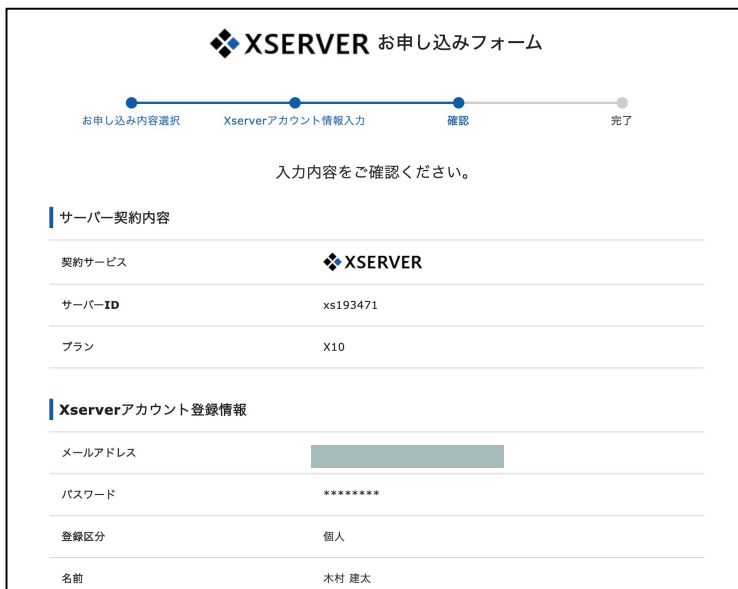 XSERVER お申し込みフォーム
お申し込み内容選択 Xserverアカウント情報入力 確認 完了
入力内容をご確認ください。
サーバー契約内容
契約サービス XSERVER
サーバーID xs193471
プラン X10
Xserverアカウント登録情報
メールアドレス
パスワード ********
登録区分 個人
名前 木村 建太